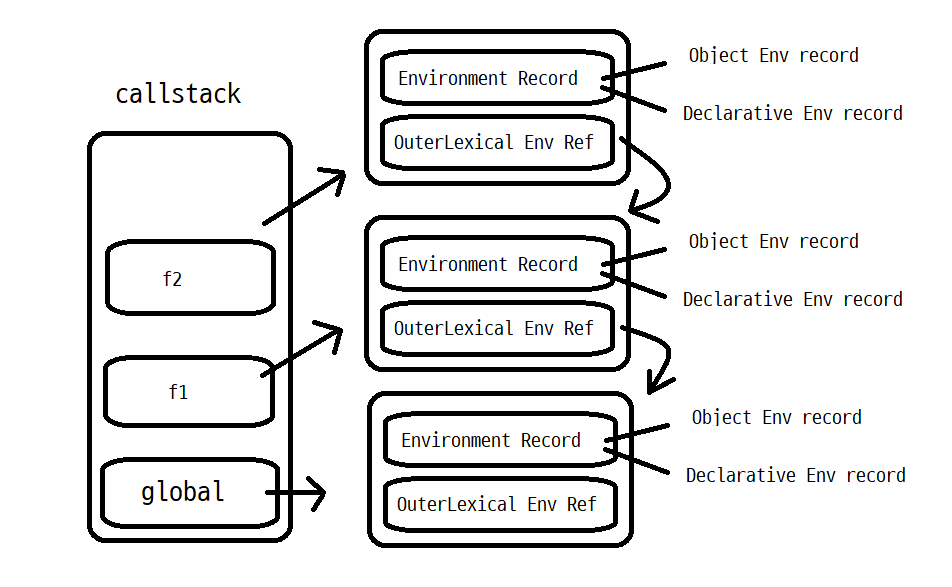 callstack
f2
f1
global
Environment Record
OuterLexical Env Ref
Object Env record
Declarative Env record
Environment Record
OuterLexical Env Ref
Object Env record
Declarative Env record
Environment Record
OuterLexical Env Ref
Object Env record
Declarative Env record